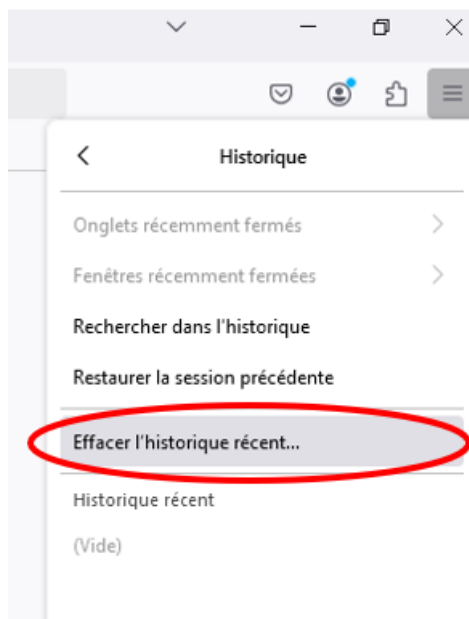 Historique
Onglets récemment fermés
Fenêtres récemment fermées
Rechercher dans l'historique
Restaurer la session précédente
Effacer l'historique récent...
Historique récent
(Vide)